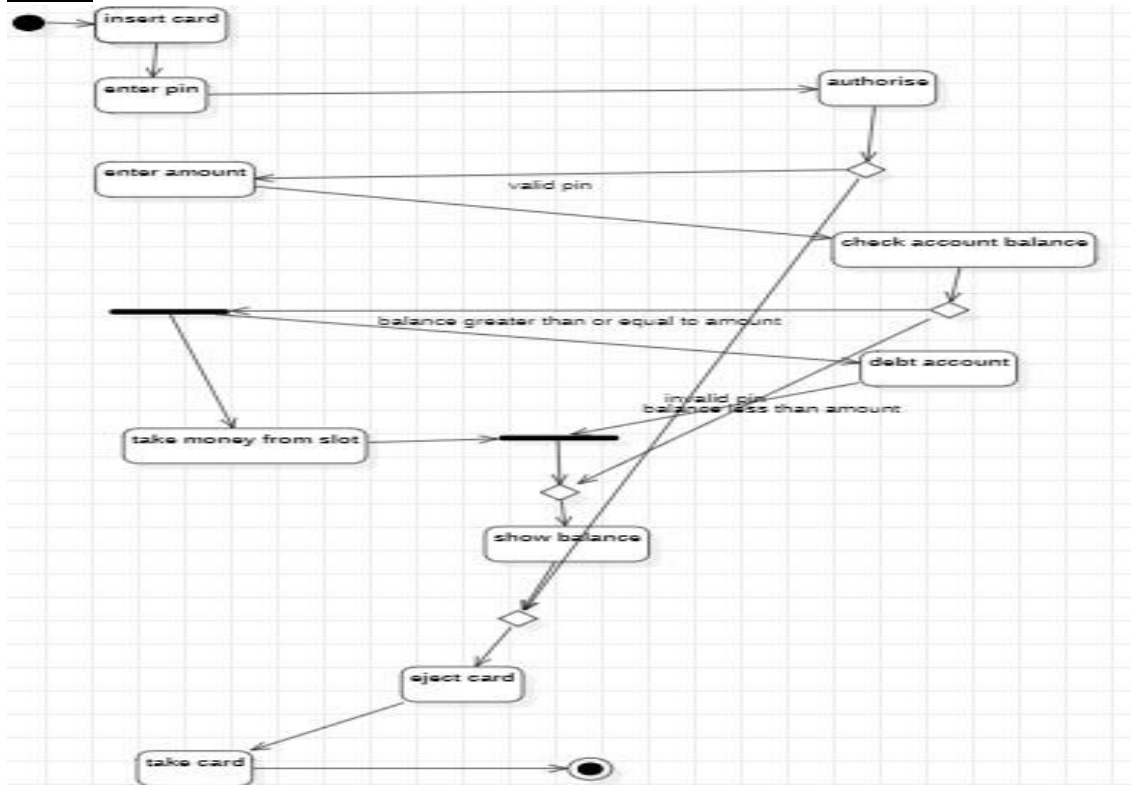 insert card
enter pin
authorise
enter amount
valid pin
check account balance
balance greater than or equal to amount
debt account
invalid pin
balance less than amount
take money from slot
show balance
eject card
take card